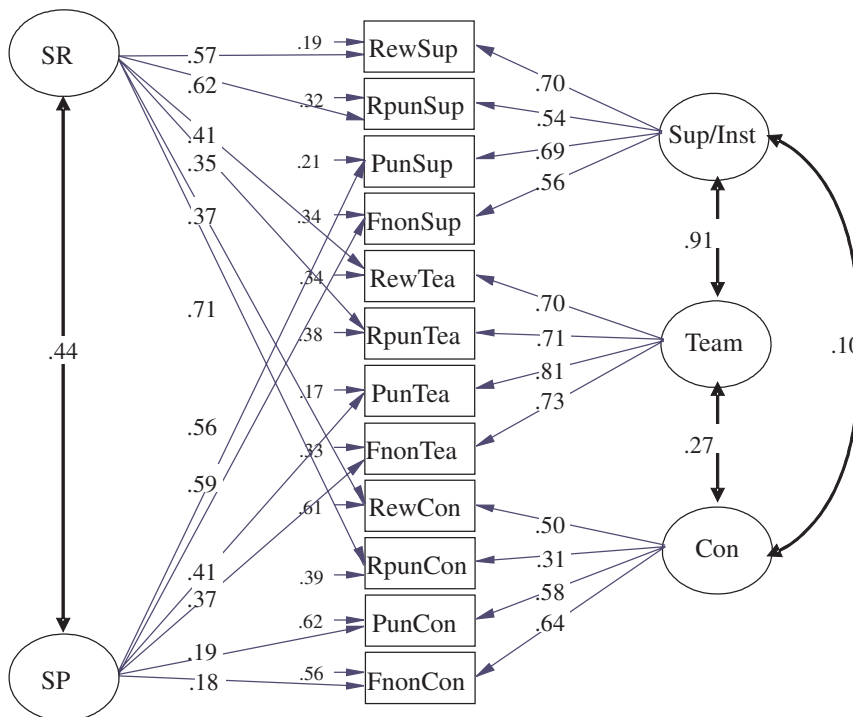 SR
SP
.44
.57
.62
.41
.35
.37
.71
.56
.59
.41
.37
.19
.18
.19
RewSup
.32
RpunSup
.21
PunSup
.34
FnonSup
.34
RewTea
.38
RpunTea
.17
PunTea
.33
FnonTea
.61
RewCon
.39
RpunCon
.62
PunCon
.56
FnonCon
.70
.54
.69
.56
.70
.71
.81
.73
.50
.31
.58
.64
Sup/Inst
.91
Team
.27
Con
.10